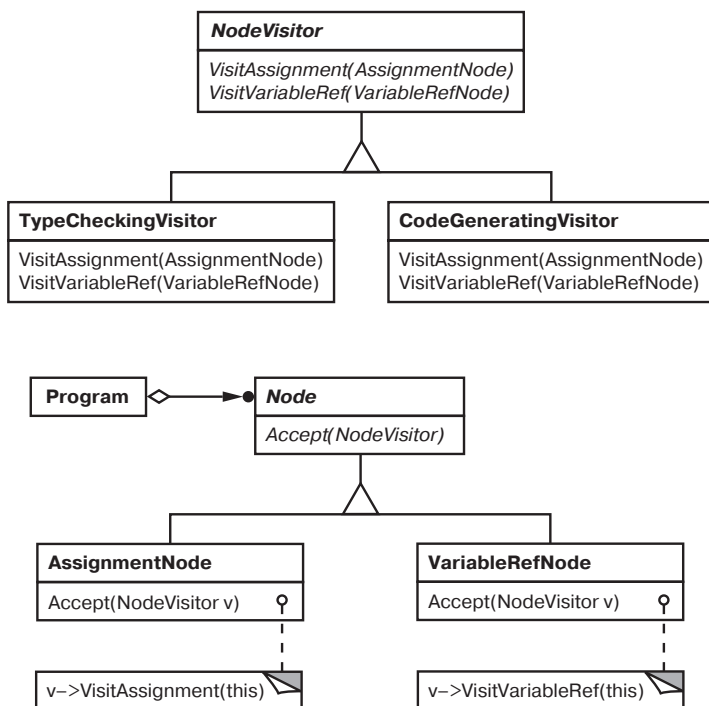 NodeVisitor
VisitAssignment(AssignmentNode)
VisitVariableRef(VariableRefNode)
TypeCheckingVisitor
VisitAssignment(AssignmentNode)
VisitVariableRef(VariableRefNode)
CodeGeneratingVisitor
VisitAssignment(AssignmentNode)
VisitVariableRef(VariableRefNode)
Program
Node
Accept(NodeVisitor)
AssignmentNode
Accept(NodeVisitor v)
v–>VisitAssignment(this)
VariableRefNode
Accept(NodeVisitor v)
v–>VisitVariableRef(this)